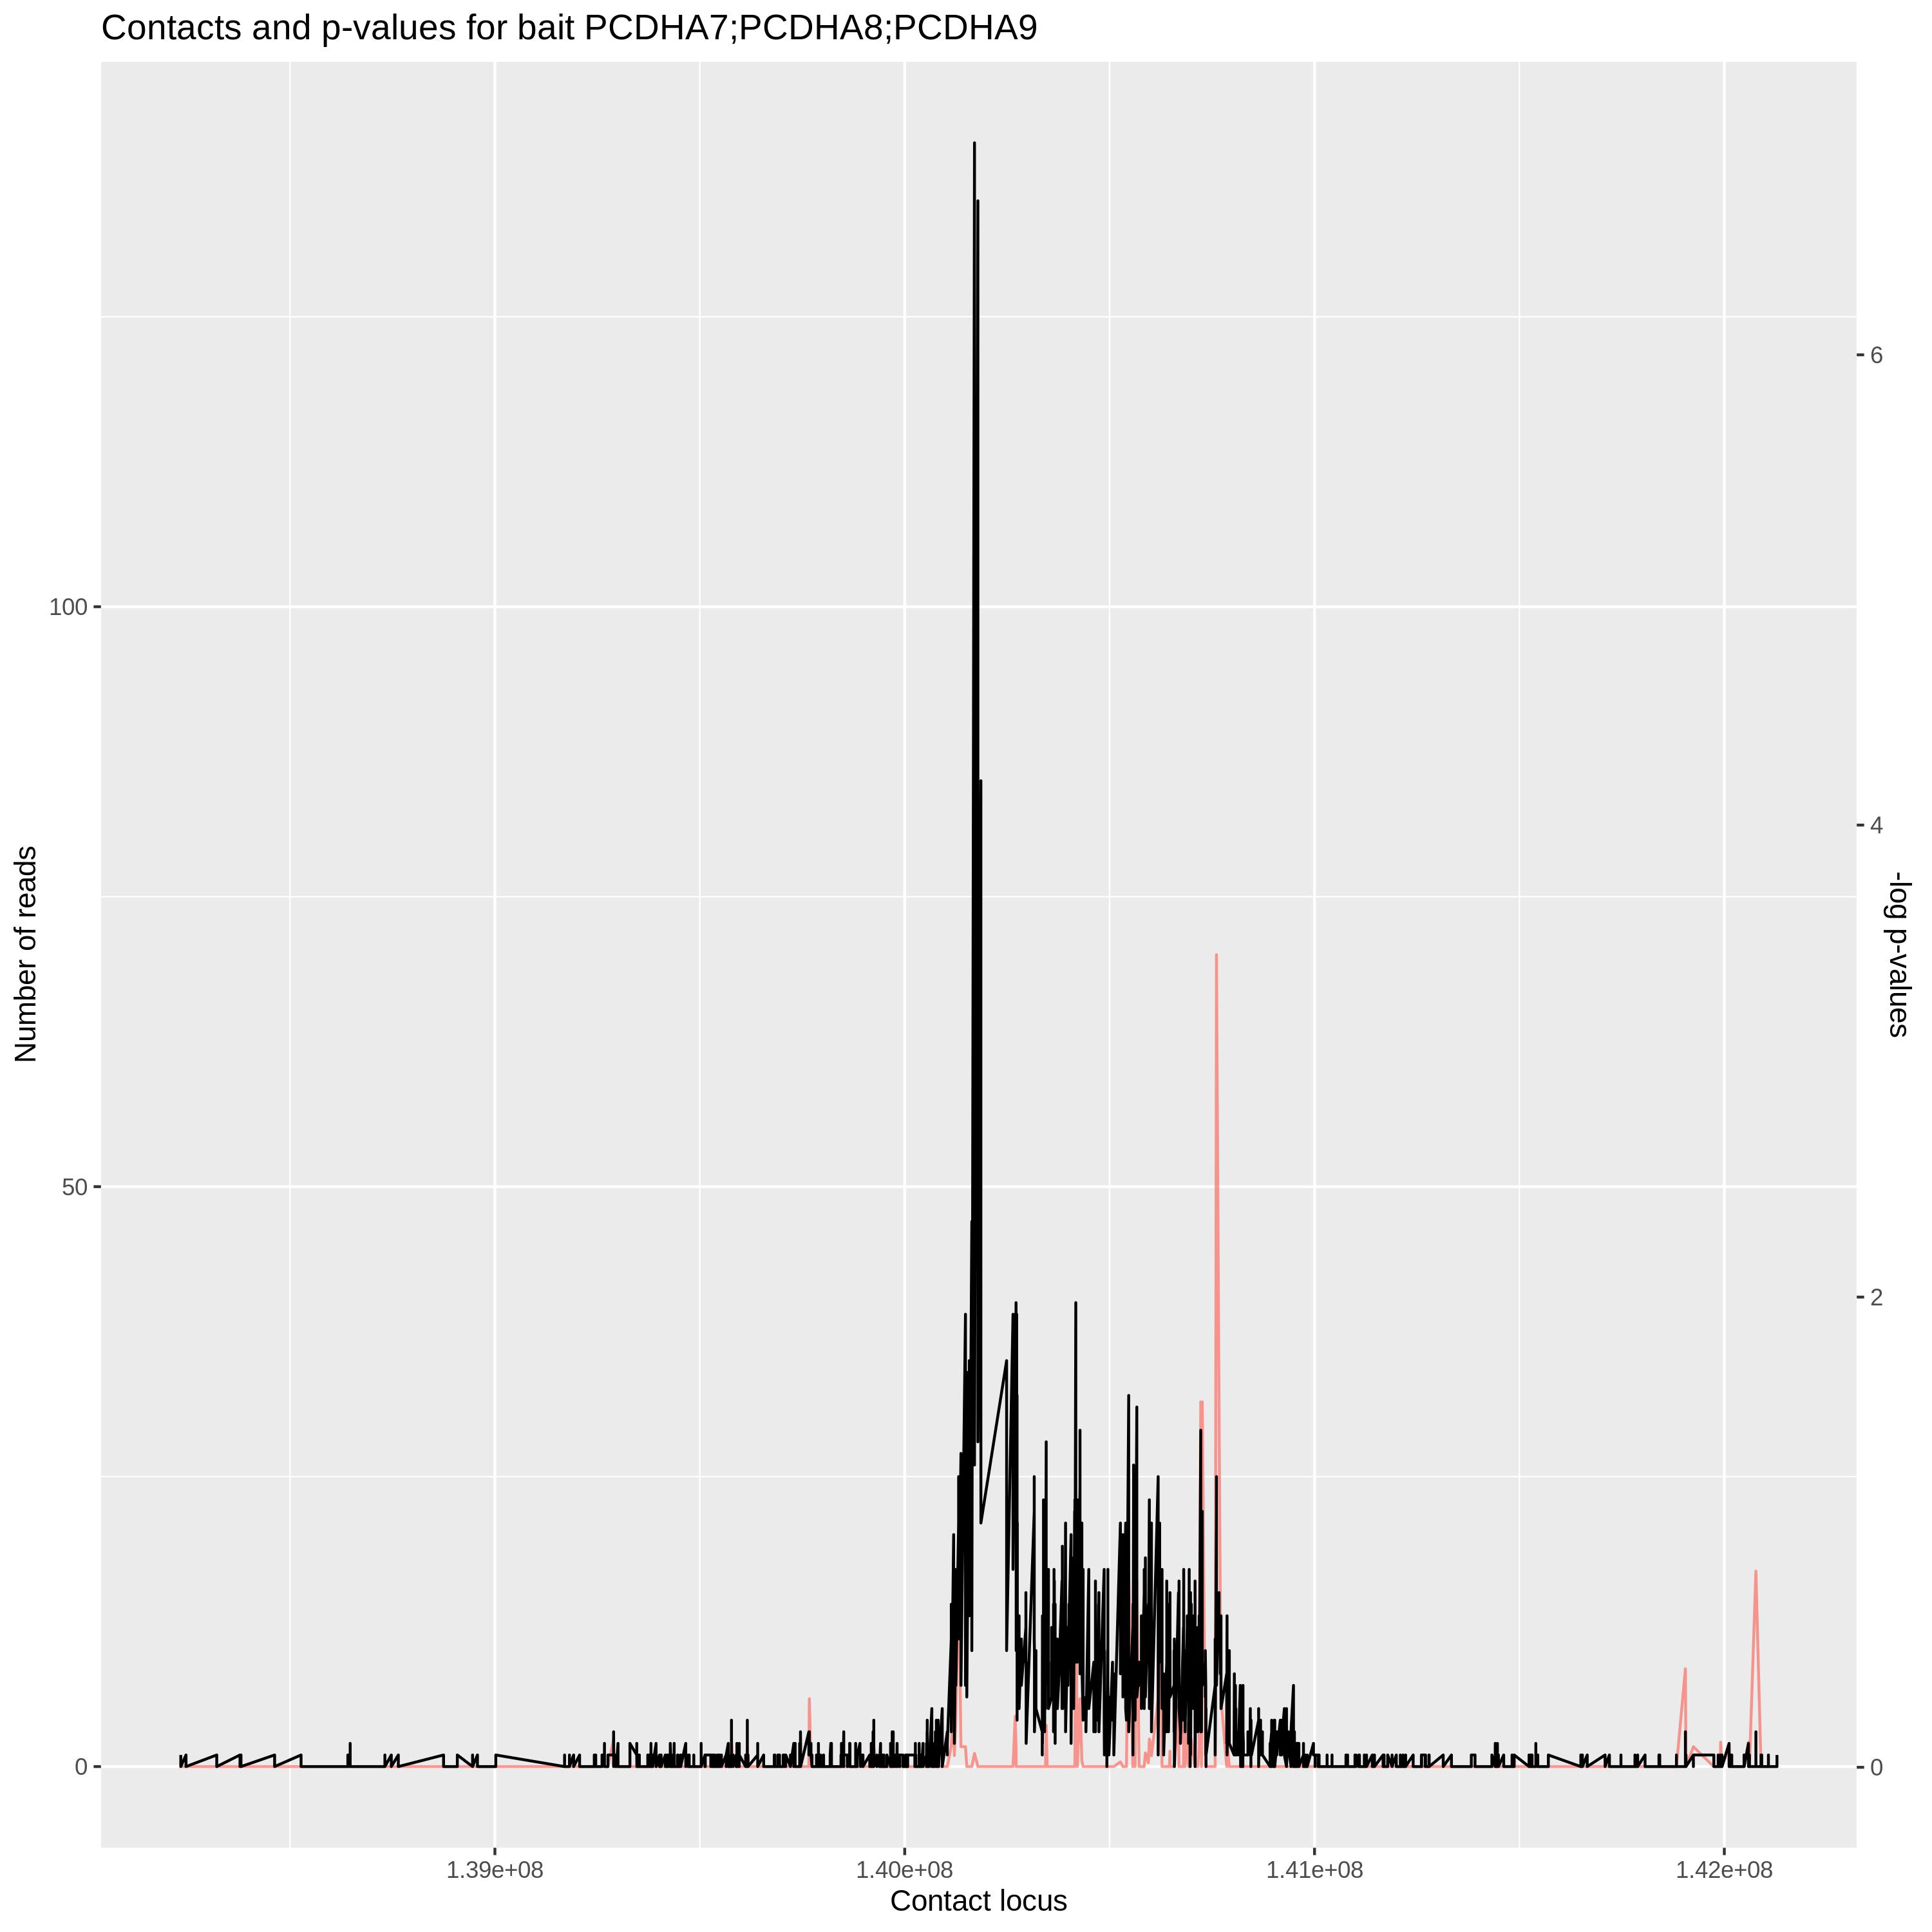 Contacts and p-values for bait PCDHA7;PCDHA8;PCDHA9
100
50
0
Number of reads
6
4
2
0
-log p-values
1.39e+08
1.40e+08
1.41e+08
1.42e+08
Contact locus